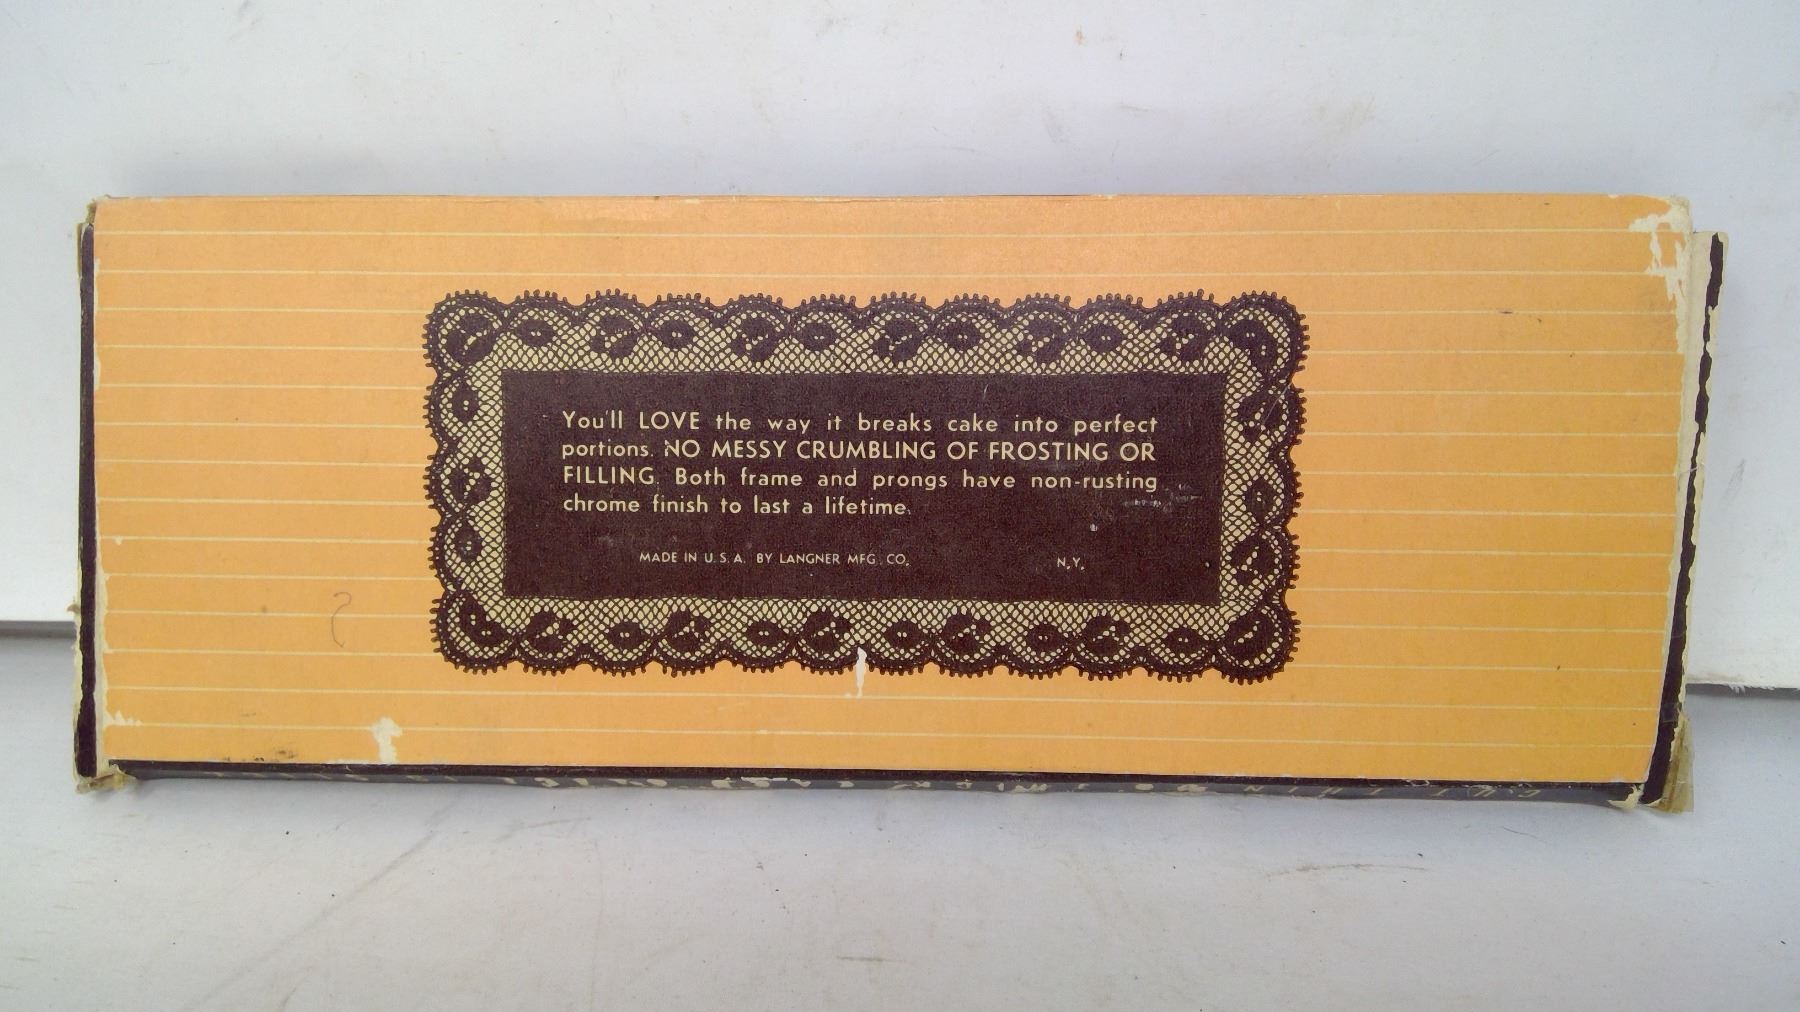 You'll LOVE the way it breaks cake into perfect
portions. NO MESSY CRUMBLING OF FROSTING OR
FILLING. Both frame and prongs have non-rusting
chrome finish to last a lifetime.
MADE IN U.S.A. BY LANGNER MFG. CO. N.Y.